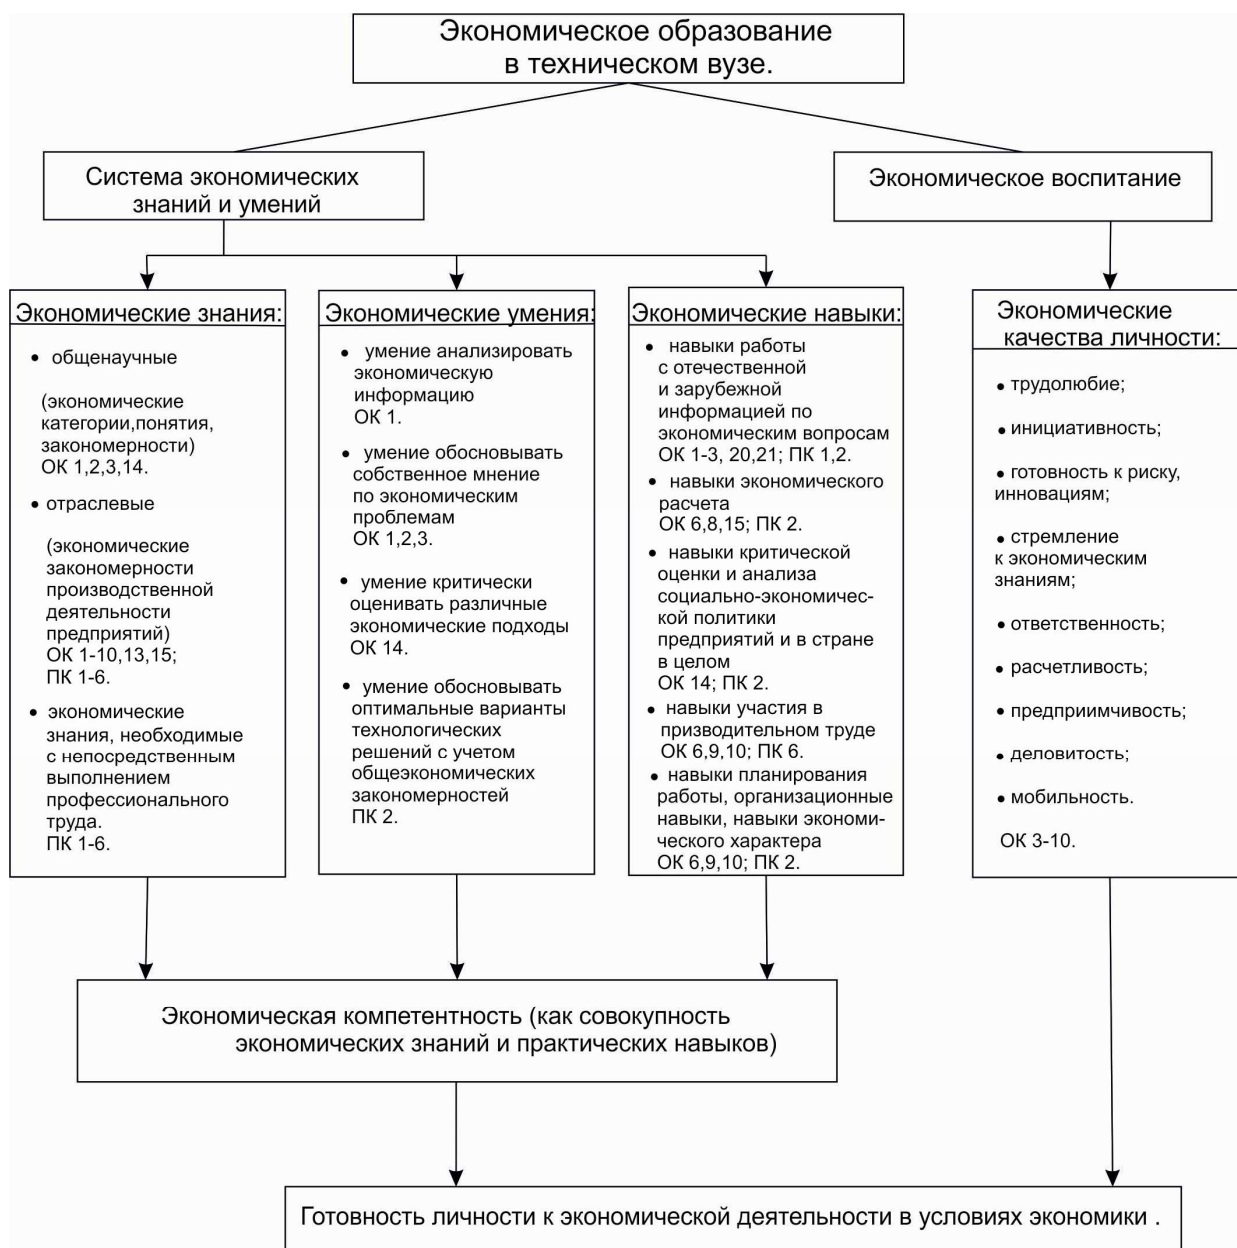 Экономическое образование
в техническом вузе.
Система экономических
знаний и умений
Экономическое воспитание
Экономические знания:
• общенаучные
(экономические
категории,понятия,
закономерности)
ОК 1,2,3,14.
• отраслевые
(экономические
закономерности
производственной
деятельности
предприятий)
ОК 1-10,13,15;
ПК 1-6.
• экономические
знания, необходимые
с непосредственным
выполнением
профессионального
труда.
ПК 1-6.
Экономические умения:
• умение анализировать
экономическую
информацию
ОК 1.
• умение обосновывать
собственное мнение
по экономическим
проблемам
ОК 1,2,3.
• умение критически
оценивать различные
экономические подходы
ОК 14.
• умение обосновывать
оптимальные варианты
технологических
решений с учетом
общеэкономических
закономерностей
ПК 2.
Экономические навыки:
• навыки работы
с отечественной
и зарубежной
информацией по
экономическим вопросам
ОК 1-3, 20,21; ПК 1,2.
• навыки экономического
расчета
ОК 6,8,15; ПК 2.
• навыки критической
оценки и анализа
социально-экономичес-
кой политики
предприятий и в стране
в целом
ОК 14; ПК 2.
• навыки участия в
призводительном труде
ОК 6,9,10; ПК 6.
• навыки планирования
работы, организационные
навыки, навыки экономи-
ческого характера
ОК 6,9,10; ПК 2.
Экономические
качества личности:
• трудолюбие;
• инициативность;
• готовность к риску,
инновациям;
• стремление
к экономическим
знаниям;
• ответственность;
• расчетливость;
• предприимчивость;
• деловитость;
• мобильность.
ОК 3-10.
Экономическая компетентность (как совокупность
экономических знаний и практических навыков)
Готовность личности к экономической деятельности в условиях экономики .